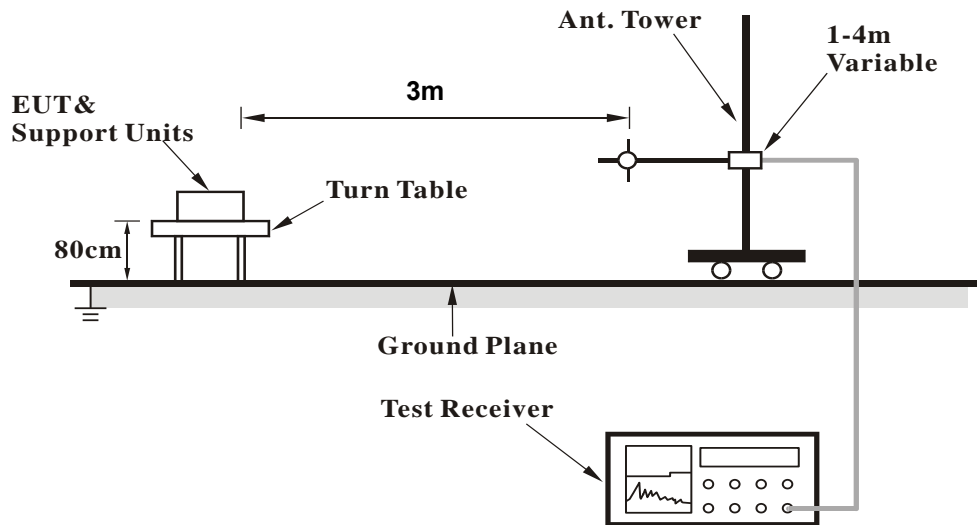 Ant. Tower
1-4m
Variable
3m
EUT&
Support Units
Turn Table
80cm
Ground Plane
Test Receiver